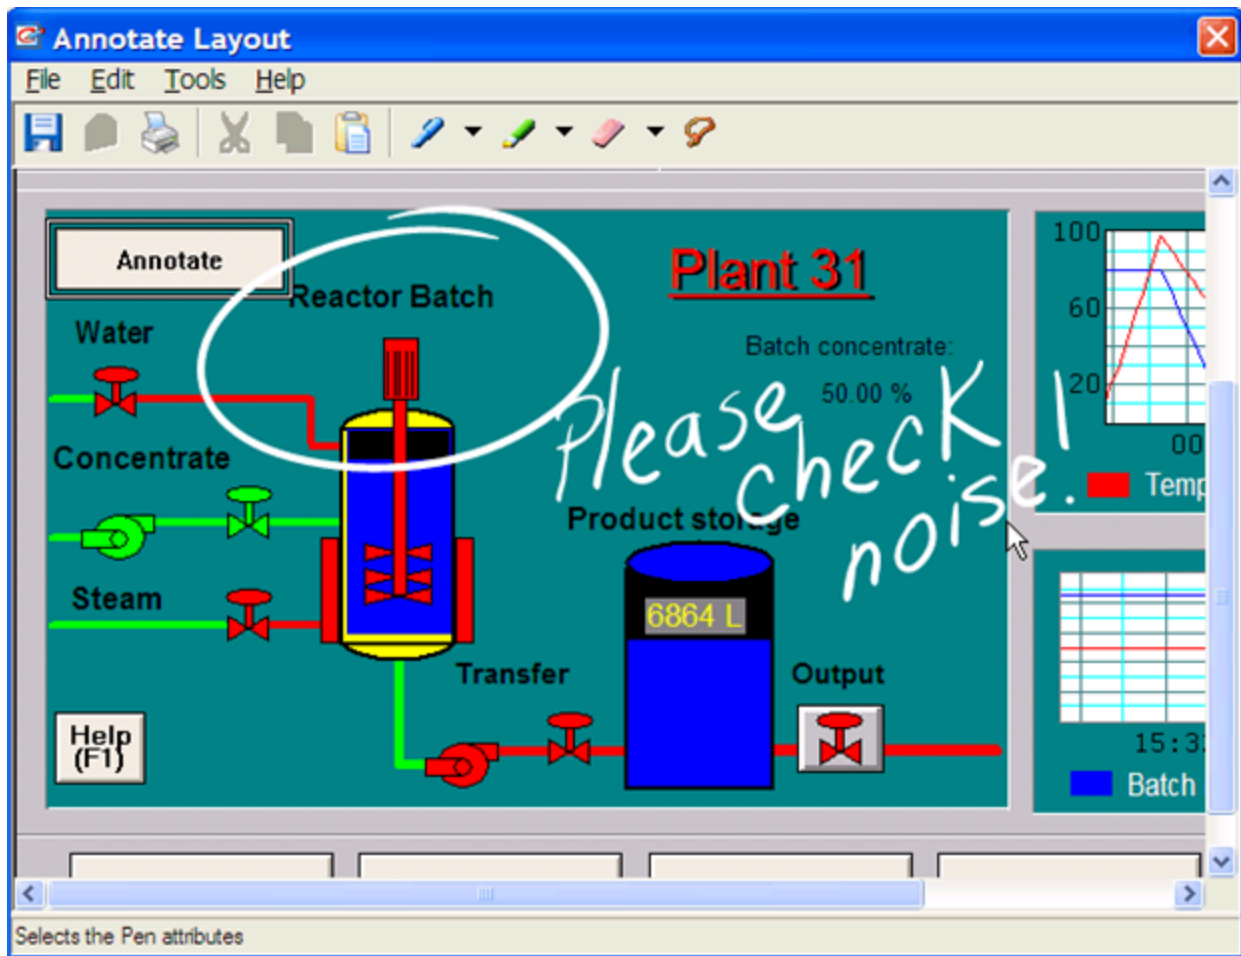 Annotate Layout
File Edit Tools Help
Annotate
Reactor Batch
Plant 31
Water
Batch concentrate:
50.00 %
Concentrate
Please
check
noise!
Product storage
Steam
6864 L
Transfer
Output
Help
(F1)
100
60
20
00
Temp
15:3
Batch
Selects the Pen attributes